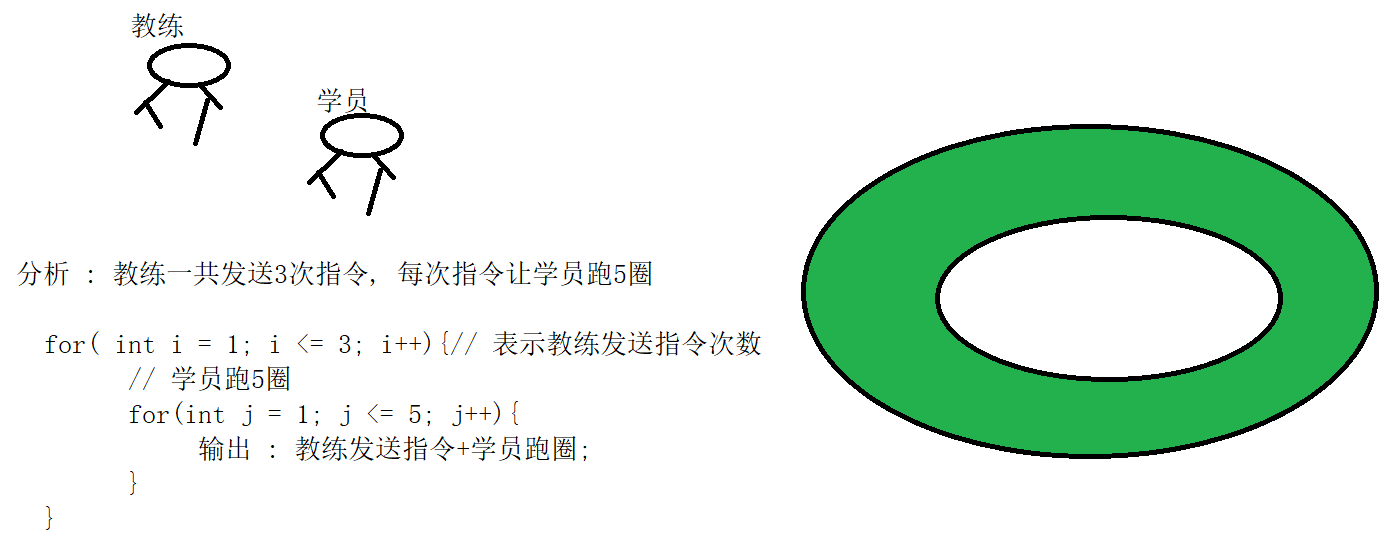 教练
学员
分析 : 教练一共发送3次指令, 每次指令让学员跑5圈
for( int i = 1; i <= 3; i++){// 表示教练发送指令次数
// 学员跑5圈
for(int j = 1; j <= 5; j++){
输出 : 教练发送指令+学员跑圈;
}
}